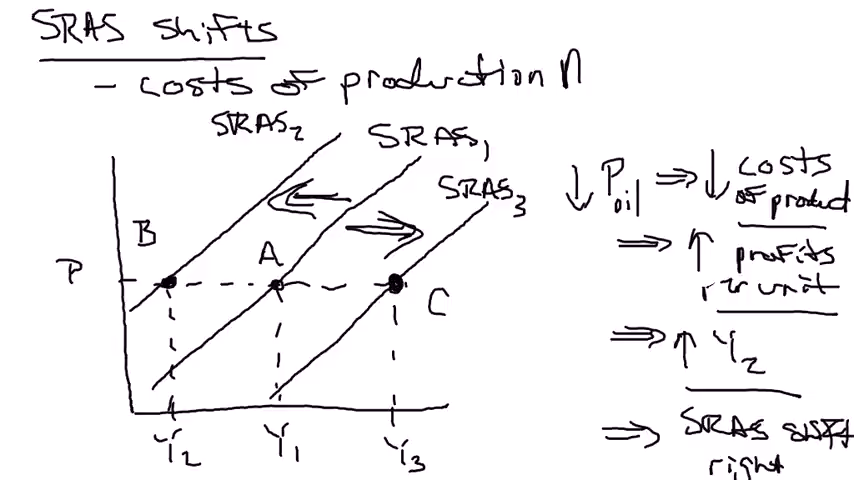 SRAS shifts
- costs of production
SRAS2
SRAS1
SRAS3
B
A
P
C
Y2
Y1
Y3
↓ Poil ⇒ ↓ costs
of product
⇒ ↑ profits
per unit
⇒ ↑ Y2
⇒ SRAS shift
right